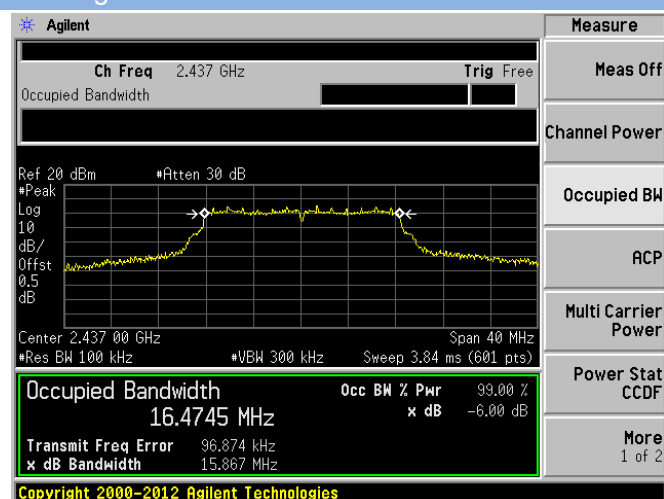 Agilent
Measure
Ch Freq 2.437 GHz Trig Free
Occupied Bandwidth
Meas Off
Channel Power
Occupied BW
ACP
Multi Carrier
Power
Power Stat
CCDF
More
1 of 2
Ref 20 dBm #Atten 30 dB
#Peak
Log
10
dB/
Offst
0.5
dB
Center 2.437 00 GHz Span 40 MHz
#Res BW 100 kHz #VBW 300 kHz Sweep 3.84 ms (601 pts)
Occupied Bandwidth Occ BW % Pwr 99.00 %
16.4745 MHz x dB -6.00 dB
Transmit Freq Error 96.874 kHz
x dB Bandwidth 15.867 MHz
Copyright 2000-2012 Agilent Technologies